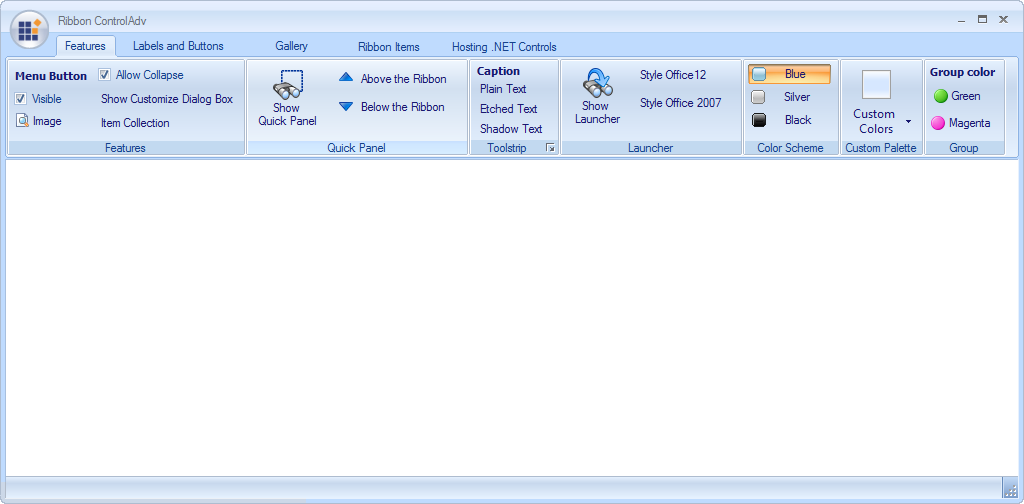 Ribbon ControlAdv
Features
Labels and Buttons
Gallery
Ribbon Items
Hosting .NET Controls
Menu Button
Allow Collapse
Visible
Show Customize Dialog Box
Image
Item Collection
Features
Show
Quick Panel
Above the Ribbon
Below the Ribbon
Quick Panel
Caption
Plain Text
Etched Text
Shadow Text
Toolstrip
Show
Launcher
Style Office12
Style Office 2007
Launcher
Blue
Silver
Black
Color Scheme
Custom
Colors
Custom Palette
Group color
Green
Magenta
Group